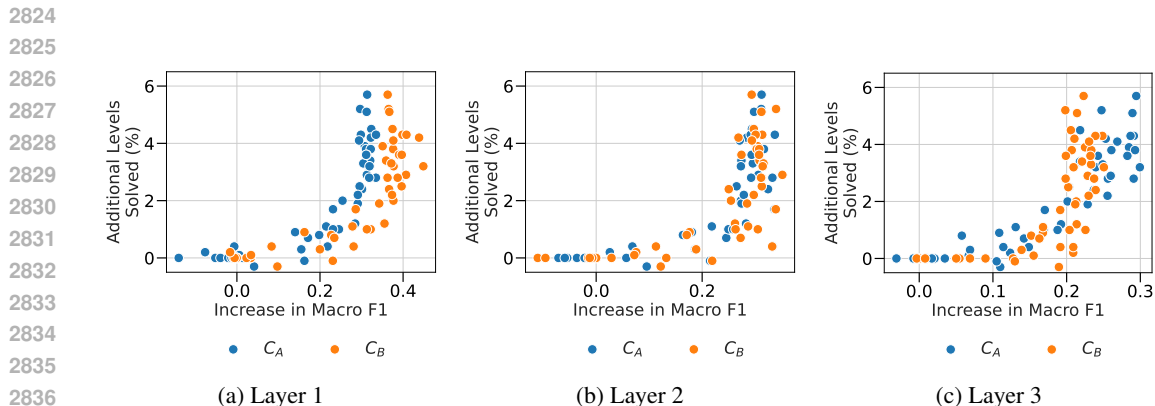 2824
2825
2826
2827
2828
2829
2830
2831
2832
2833
2834
2835
2836
Additional Levels
Solved (%)
6
4
2
0
0.0
0.2
0.4
Increase in Macro F1
C_A
C_B
(a) Layer 1
Additional Levels
Solved (%)
6
4
2
0
0.0
0.2
Increase in Macro F1
C_A
C_B
(b) Layer 2
Additional Levels
Solved (%)
6
4
2
0
0.0
0.1
0.2
0.3
Increase in Macro F1
C_A
C_B
(c) Layer 3